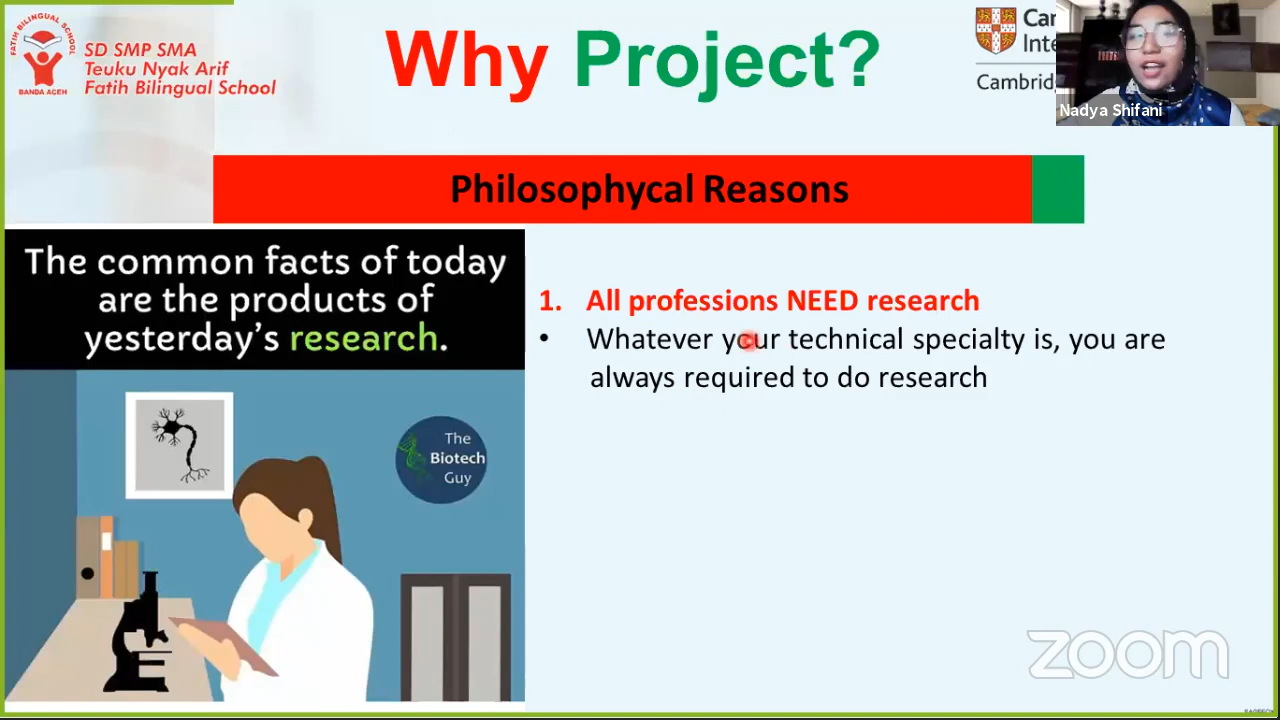 FATIH BILINGUAL SCHOOL
BANDA ACEH
SD SMP SMA
Teuku Nyak Arif
Fatih Bilingual School
Why Project?
Cambrid
Nadya Shifani
Philosophycal Reasons
The common facts of today
are the products of
yesterday's research.
The
Biotech
Guy
1. All professions NEED research
• Whatever your technical specialty is, you are
always required to do research
zoom